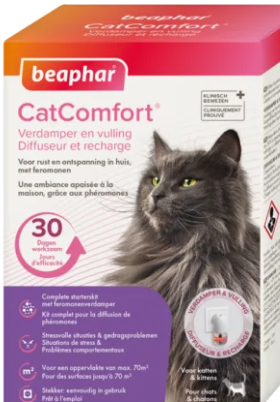 beaphar
CatComfort®
Verdamper en vulling
Diffuseur et recharge
KLINISCH
BEWEZEN
CLINIQUEMENT
PROUVÉ
Voor rust en ontspanning in huis,
met feromonen
Une ambiance apaisée à la
maison, grâce aux phéromones
30
Dagen
werkzaam
Jours
d'efficacité
VERDAMPER & VULLING
DIFFUSEUR & RECHARGE
Complete starterskit
met feromonenverdamper
Kit complet pour la diffusion de
phéromones
Stressvolle situaties & gedragsproblemen
Situations de stress &
Problèmes comportementaux
m² Voor een oppervlakte van max. 70m²
Pour des surfaces jusqu'à 70 m²
Stekker: eenvoudig in gebruik
Prêt à l'emploi
Voor katten
& kittens
Pour chats
& chatons